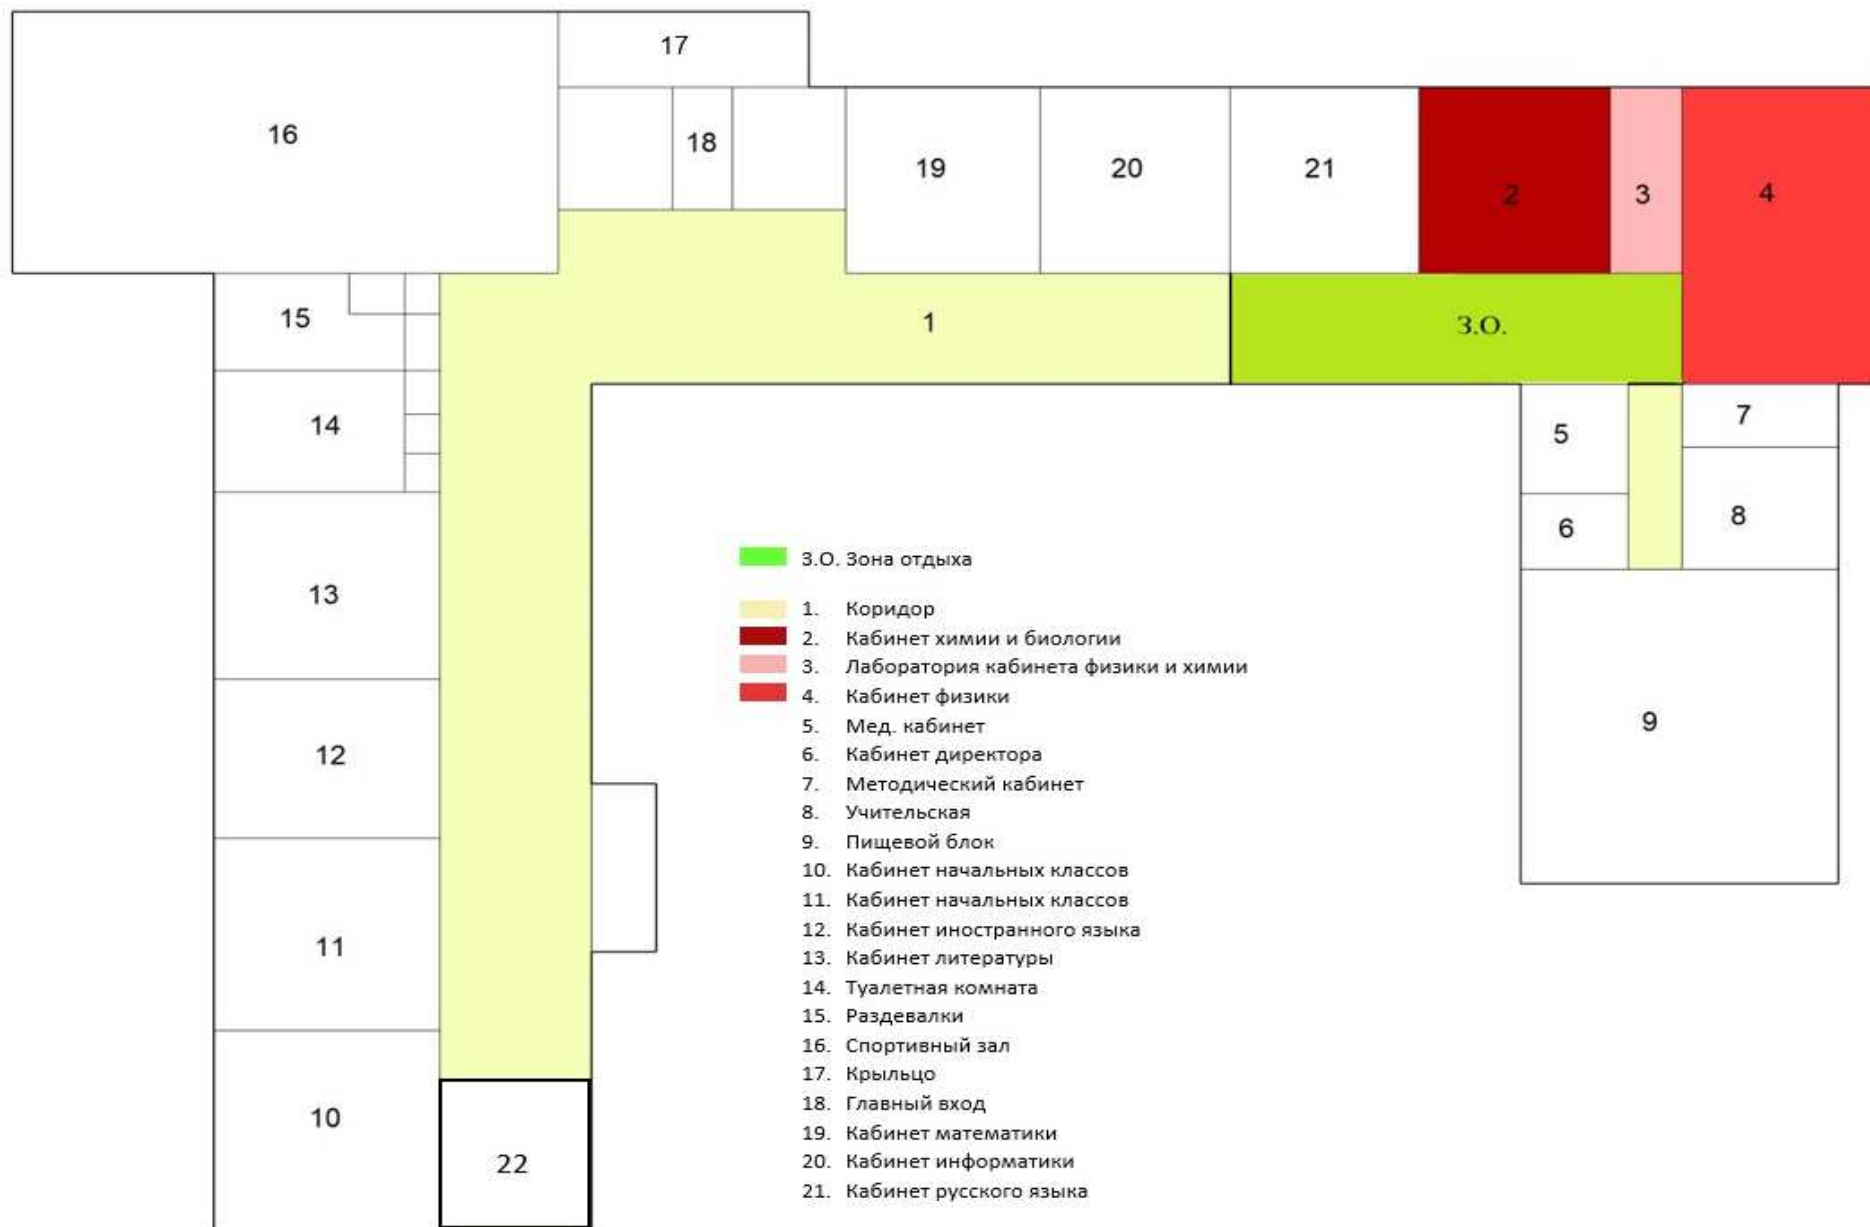 17
16
18
19
20
21
2
3
4
15
1
З.О.
14
5
7
6
8
13
9
12
11
10
22
З.О. Зона отдыха
1. Коридор
2. Кабинет химии и биологии
3. Лаборатория кабинета физики и химии
4. Кабинет физики
5. Мед. кабинет
6. Кабинет директора
7. Методический кабинет
8. Учительская
9. Пищевой блок
10. Кабинет начальных классов
11. Кабинет начальных классов
12. Кабинет иностранного языка
13. Кабинет литературы
14. Туалетная комната
15. Раздевалки
16. Спортивный зал
17. Крыльцо
18. Главный вход
19. Кабинет математики
20. Кабинет информатики
21. Кабинет русского языка